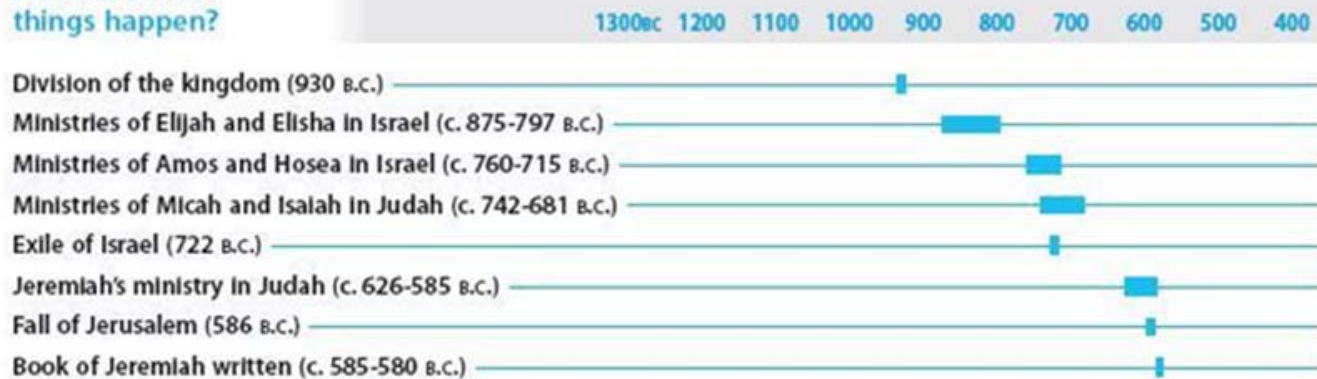 things happen? 1300BC 1200 1100 1000 900 800 700 600 500 400
Division of the kingdom (930 B.C.)
Ministries of Elijah and Elisha in Israel (c. 875-797 B.C.)
Ministries of Amos and Hosea in Israel (c. 760-715 B.C.)
Ministries of Micah and Isaiah in Judah (c. 742-681 B.C.)
Exile of Israel (722 B.C.)
Jeremiah's ministry in Judah (c. 626-585 B.C.)
Fall of Jerusalem (586 B.C.)
Book of Jeremiah written (c. 585-580 B.C.)